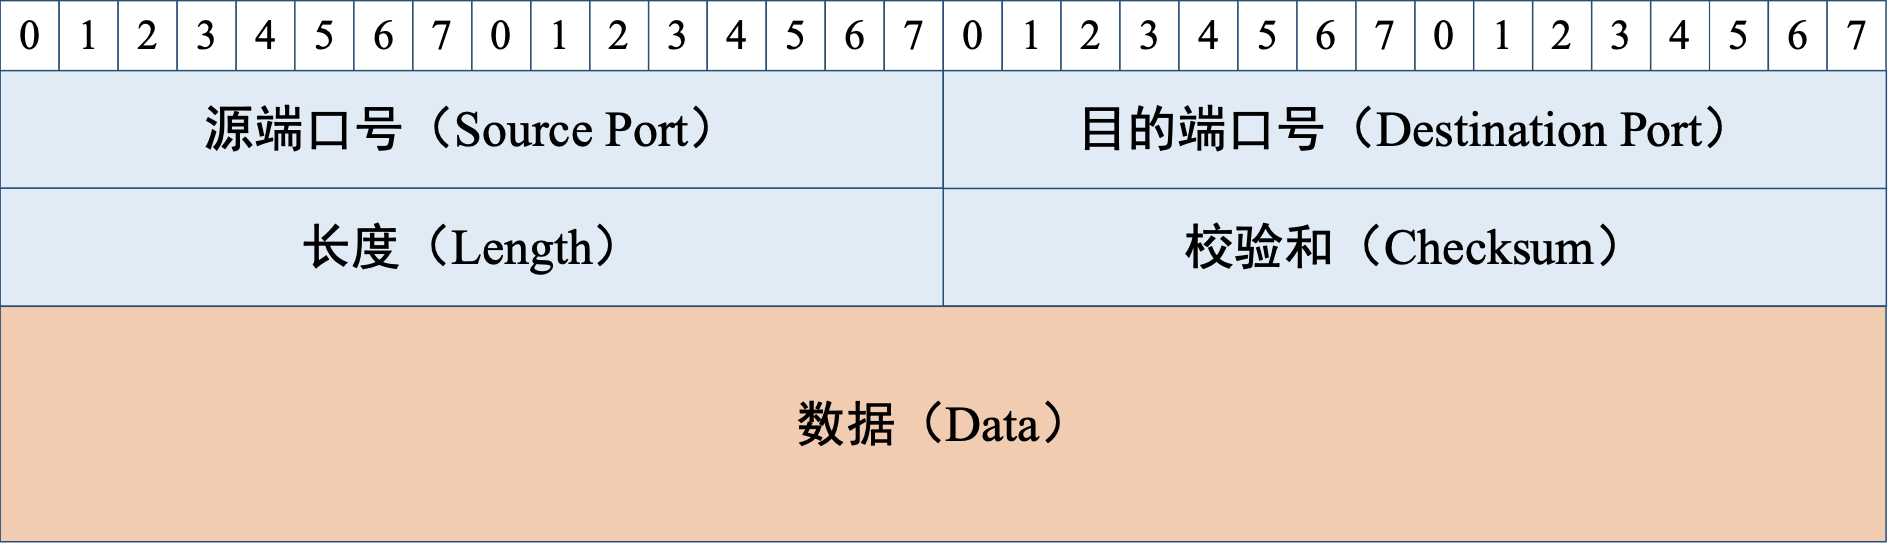 0 1 2 3 4 5 6 7 0 1 2 3 4 5 6 7 0 1 2 3 4 5 6 7 0 1 2 3 4 5 6 7
源端口号（Source Port） 目的端口号（Destination Port）
长度（Length） 校验和（Checksum）
数据（Data）